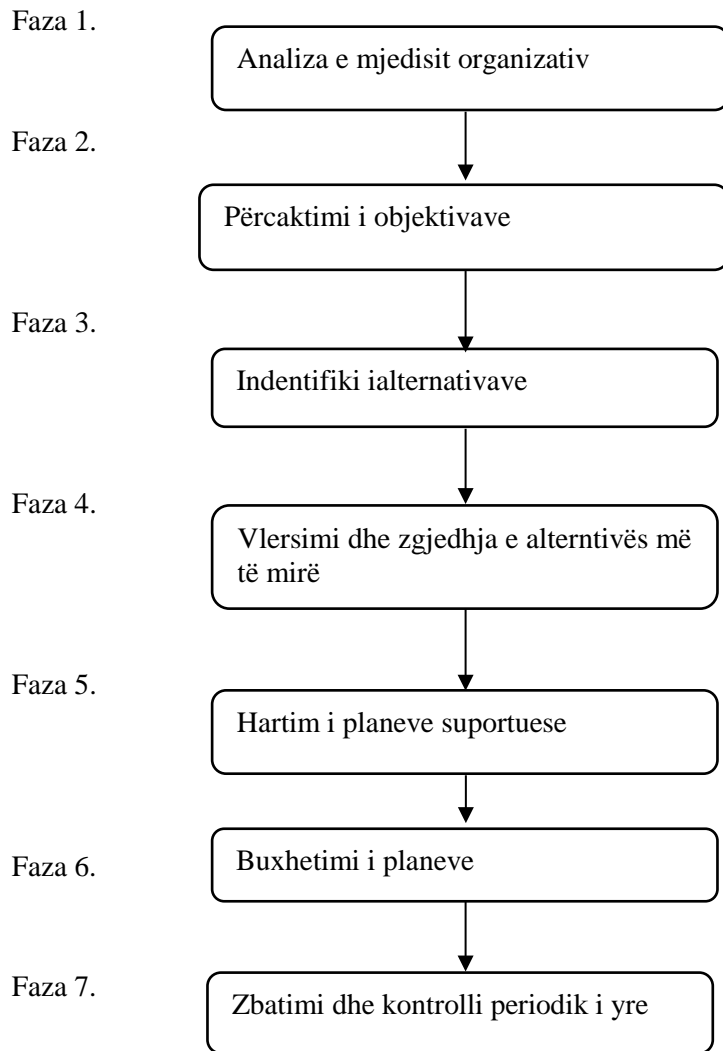 Faza 1.
Analiza e mjedisit organizativ
Faza 2.
Përcaktimi i objektivave
Faza 3.
Indentifiki ialternativave
Faza 4.
Vlersimi dhe zgjedhja e alterntivës më
të mirë
Faza 5.
Hartim i planeve suportuese
Faza 6.
Buxhetimi i planeve
Faza 7.
Zbatimi dhe kontrolli periodik i yre